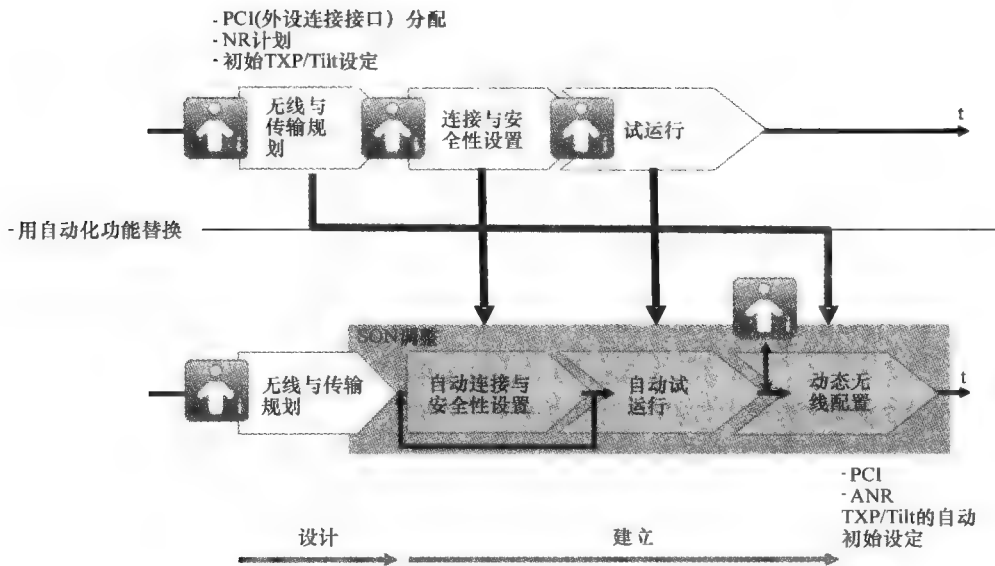 - PCI(外设连接接口) 分配
- NR计划
- 初始TXP/Tilt设定
无线与
传输规
划
连接与安
全性设置
试运行
t
- 用自动化功能替换
SON调整
无线与传输
规划
自动连接与
安全性设置
自动试
运行
动态无
线配置
t
- PCI
- ANR
TXP/Tilt的自动
初始设定
设计
建立